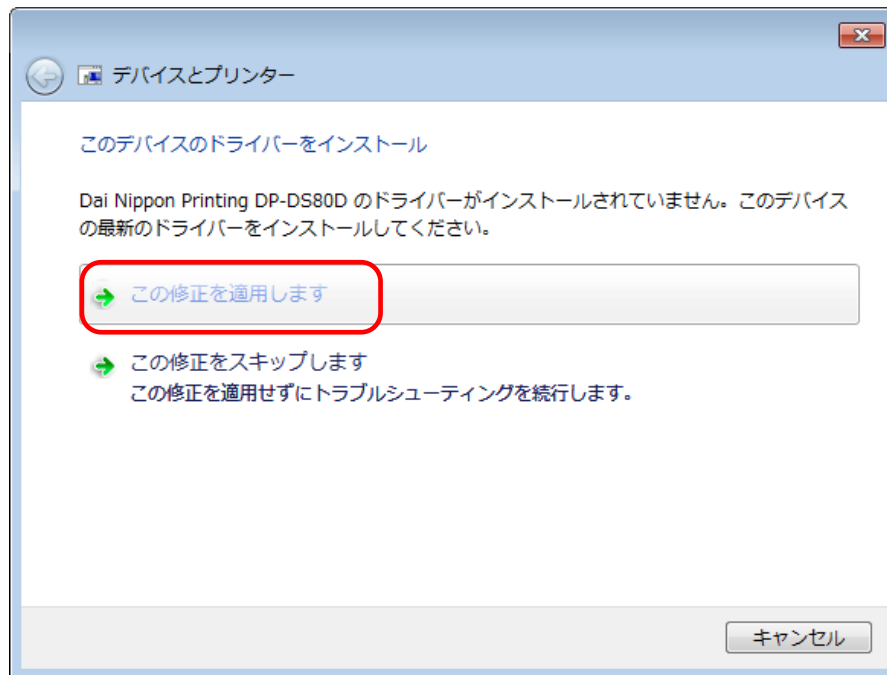 デバイスとプリンター
このデバイスのドライバーをインストール
Dai Nippon Printing DP-DS80D のドライバーがインストールされていません。このデバイス
の最新のドライバーをインストールしてください。
この修正を適用します
この修正をスキップします
この修正を適用せずにトラブルシューティングを続行します。
キャンセル